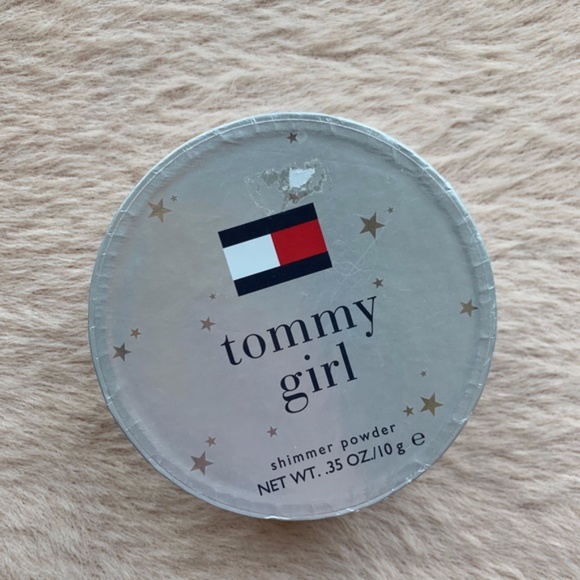 tommy
girl
shimmer powder
NET WT. .35 OZ./10 g ℮